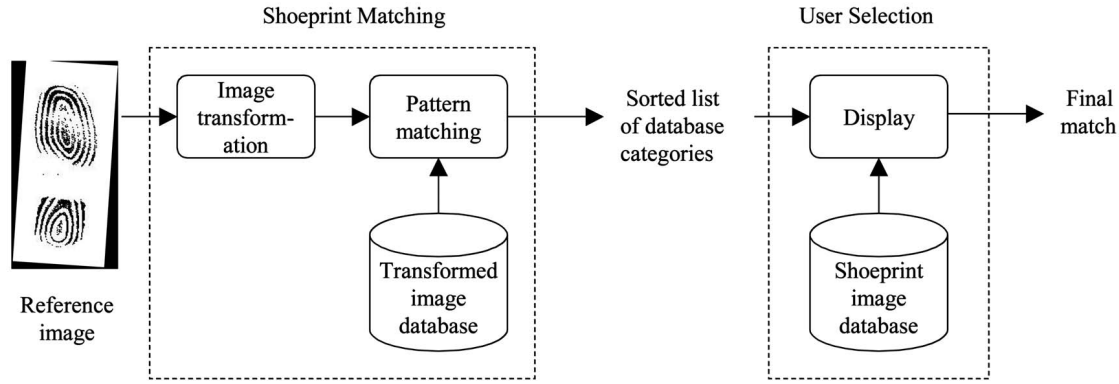 Shoeprint Matching
User Selection
Image
transform-
ation
Pattern
matching
Sorted list
of database
categories
Display
Final
match
Transformed
image
database
Shoeprint
image
database
Reference
image